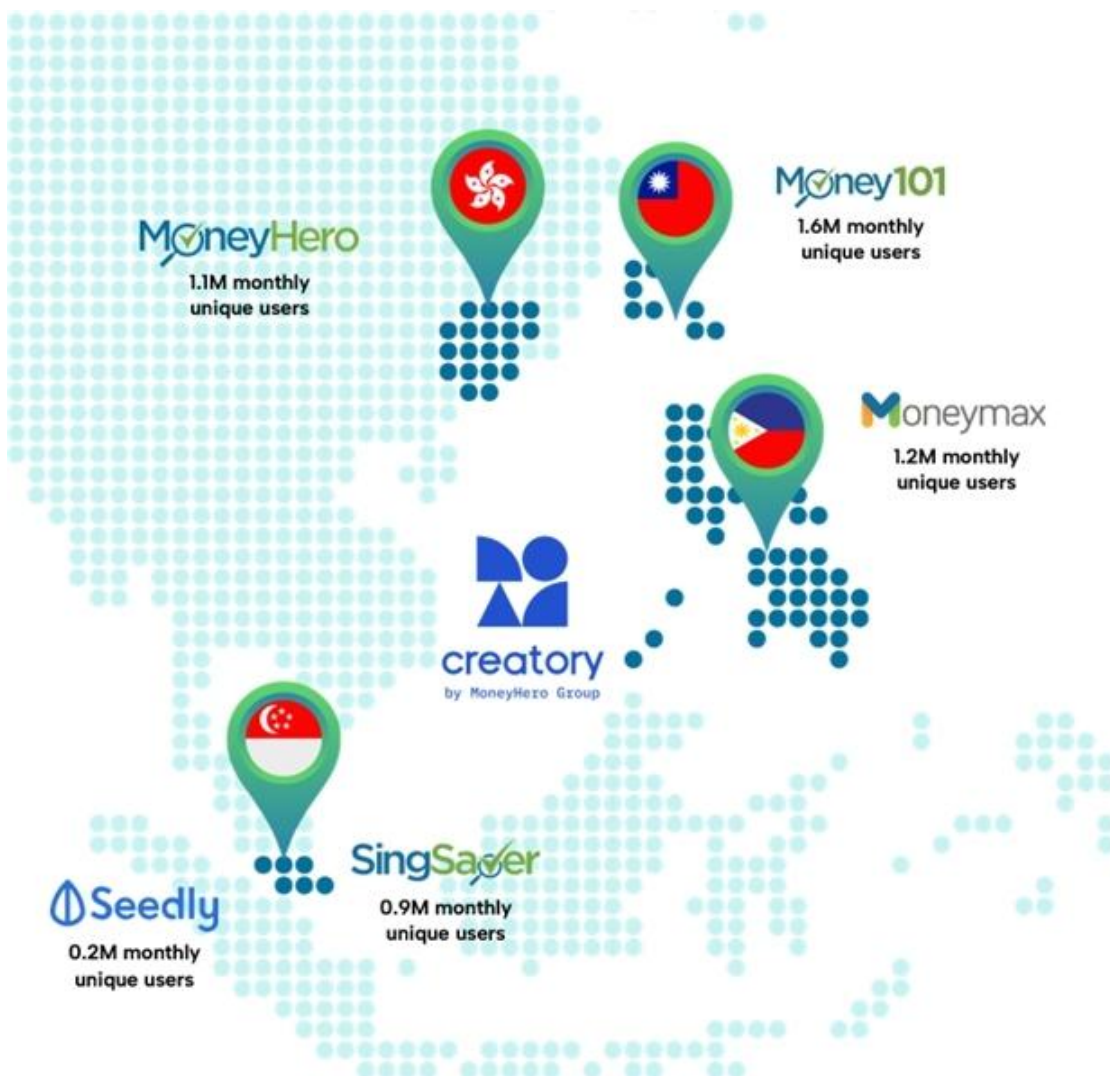 MoneyHero
1.1M monthly
unique users
Money101
1.6M monthly
unique users
Moneymax
1.2M monthly
unique users
creatory
by MoneyHero Group
SingSaver
0.9M monthly
unique users
Seedly
0.2M monthly
unique users